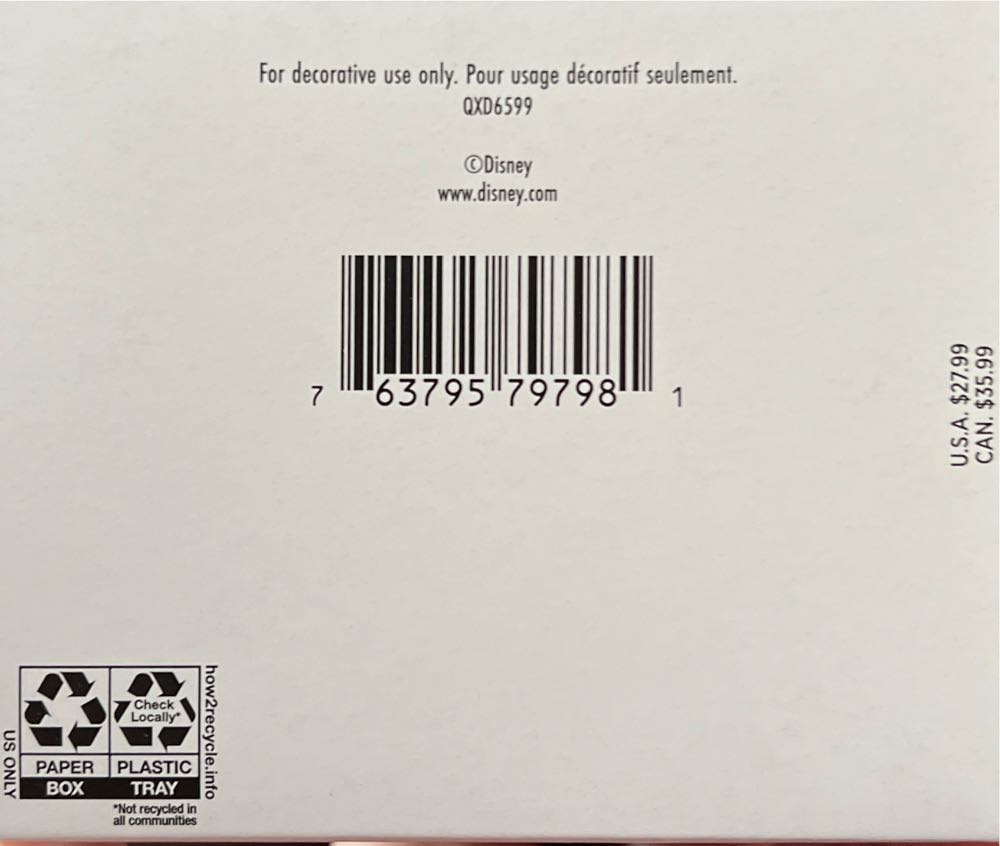 For decorative use only. Pour usage décoratif seulement.
QXD6599
©Disney
www.disney.com
7 63795 79798 1
U.S.A. $27.99
CAN. $35.99
US ONLY
Check
Locally*
PAPER
BOX
PLASTIC
TRAY
how2recycle.info
*Not recycled in
all communities